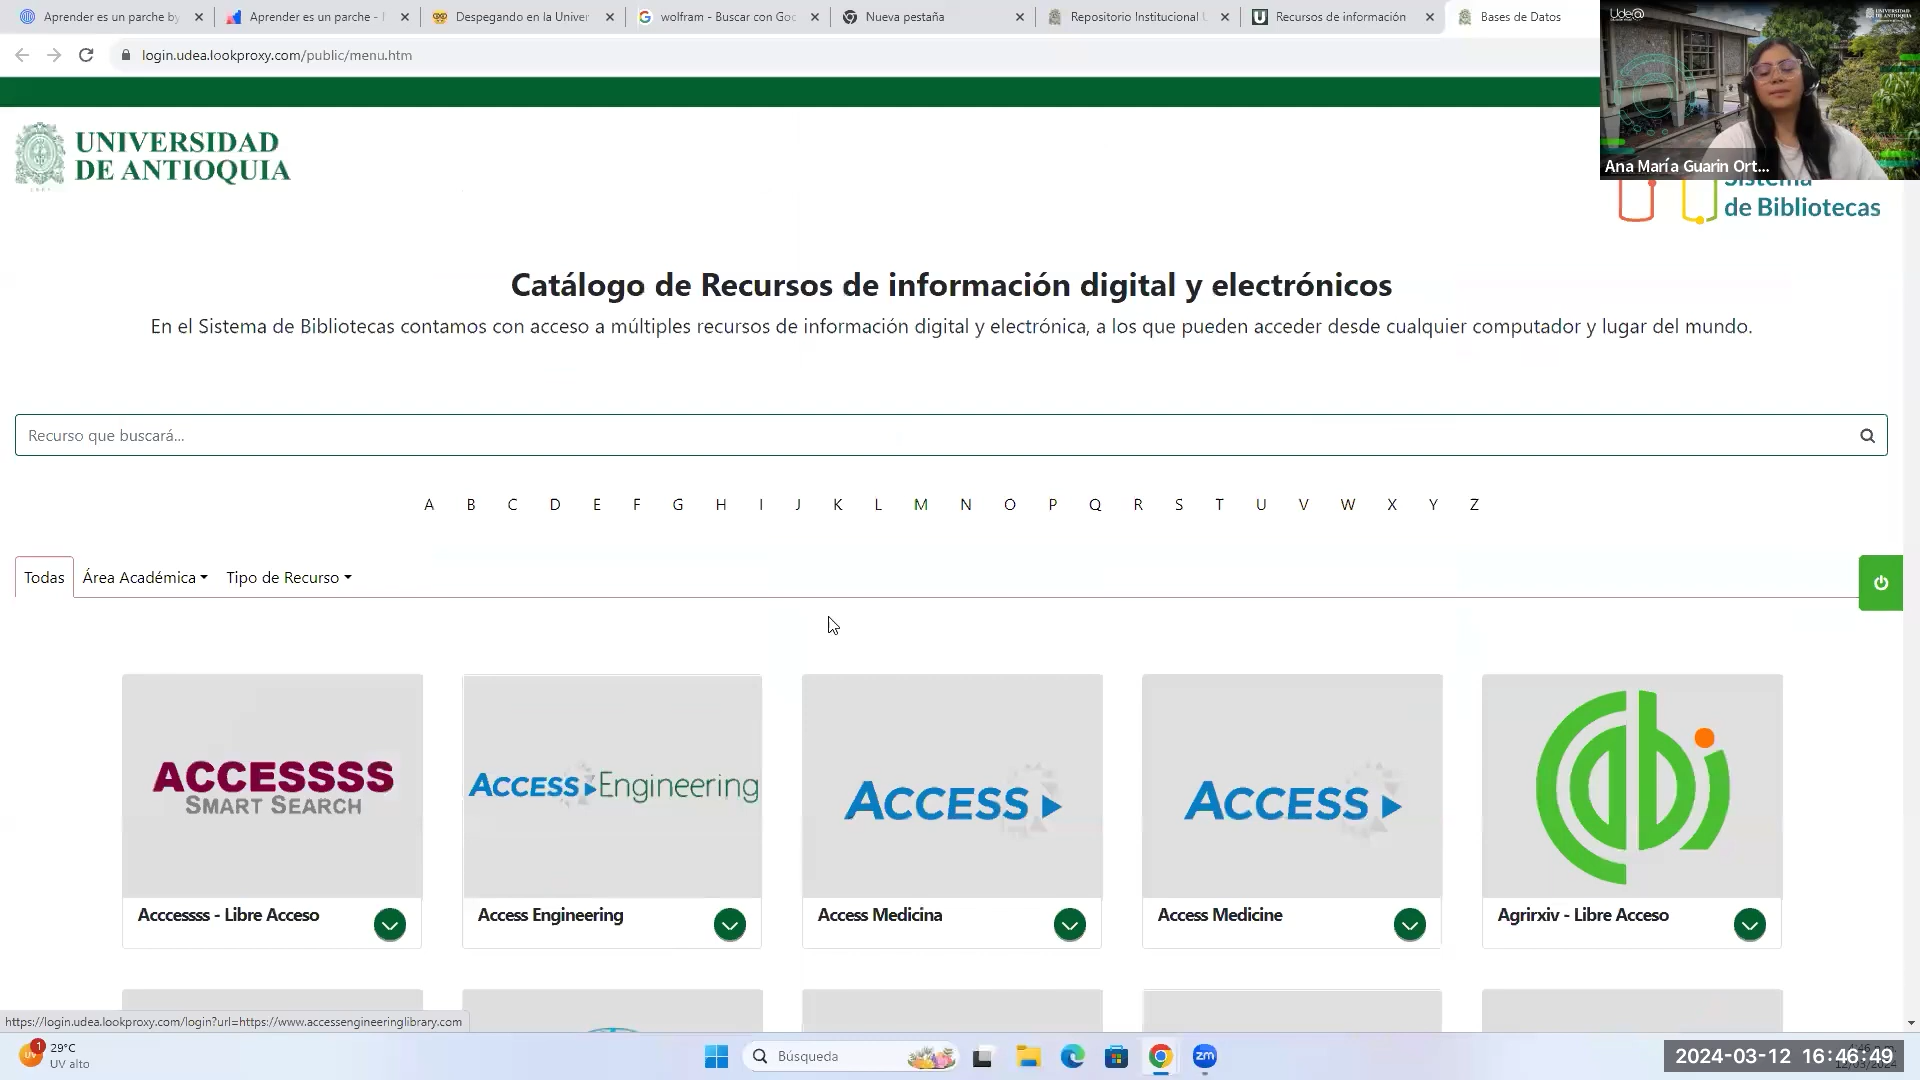 Aprender es un parche by
Aprender es un parche -
Despegando en la Univer
wolfram - Buscar con Goo
Nueva pestaña
Repositorio Institucional U
Recursos de información
Bases de Datos
login.udea.lookproxy.com/public/menu.htm
Ude@
Ana María Guarin Ort...
UNIVERSIDAD
DE ANTIOQUIA
Sistema
de Bibliotecas
Catálogo de Recursos de información digital y electrónicos
En el Sistema de Bibliotecas contamos con acceso a múltiples recursos de información digital y electrónica, a los que pueden acceder desde cualquier computador y lugar del mundo.
Recurso que buscará...
A B C D E F G H I J K L M N O P Q R S T U V W X Y Z
Todas Área Académica Tipo de Recurso
ACCESSSS
SMART SEARCH
ACCESS Engineering
ACCESS
ACCESS
cabi
Acccessss - Libre Acceso
Access Engineering
Access Medicina
Access Medicine
Agrirxiv - Libre Acceso
https://login.udea.lookproxy.com/login?url=https://www.accessengineeringlibrary.com
1
29°C
UV alto
Búsqueda
zm
2024-03-12 16:46:49